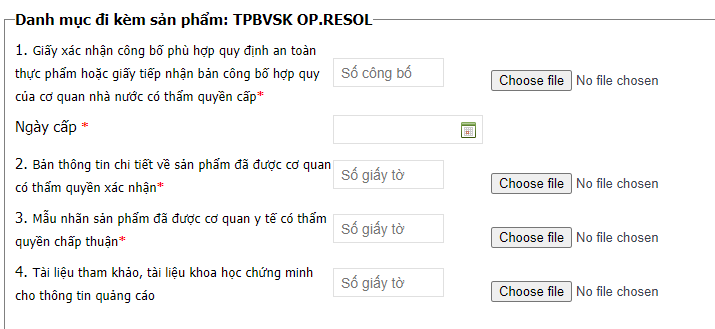 Danh mục đi kèm sản phẩm: TPBVSK OP.RESOL
1. Giấy xác nhận công bố phù hợp quy định an toàn
thực phẩm hoặc giấy tiếp nhận bản công bố hợp quy
của cơ quan nhà nước có thẩm quyền cấp*
Số công bố
Choose file No file chosen
Ngày cấp *
2. Bản thông tin chi tiết về sản phẩm đã được cơ quan
có thẩm quyền xác nhận*
Số giấy tờ
Choose file No file chosen
3. Mẫu nhãn sản phẩm đã được cơ quan y tế có thẩm
quyền chấp thuận*
Số giấy tờ
Choose file No file chosen
4. Tài liệu tham khảo, tài liệu khoa học chứng minh
cho thông tin quảng cáo
Số giấy tờ
Choose file No file chosen